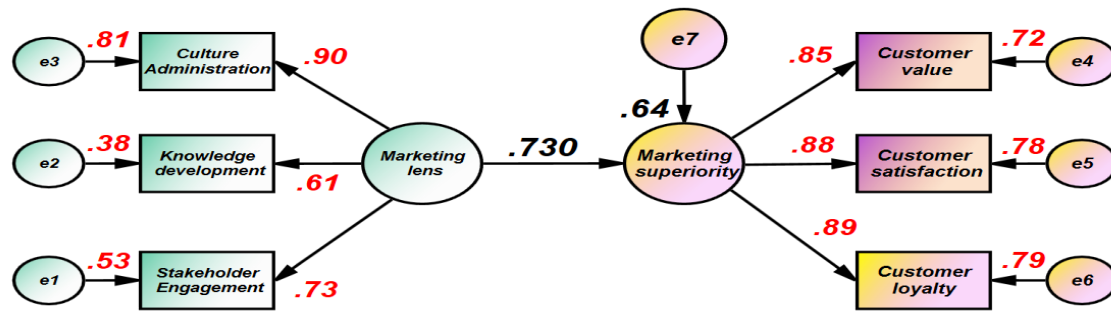 e7
e3
.81
Culture
Administration
.90
.85
Customer
value
.72
e4
.64
e2
.38
Knowledge
development
.61
Marketing
lens
.730
Marketing
superiority
.88
Customer
satisfaction
.78
e5
e1
.53
Stakeholder
Engagement
.73
.89
Customer
loyalty
.79
e6